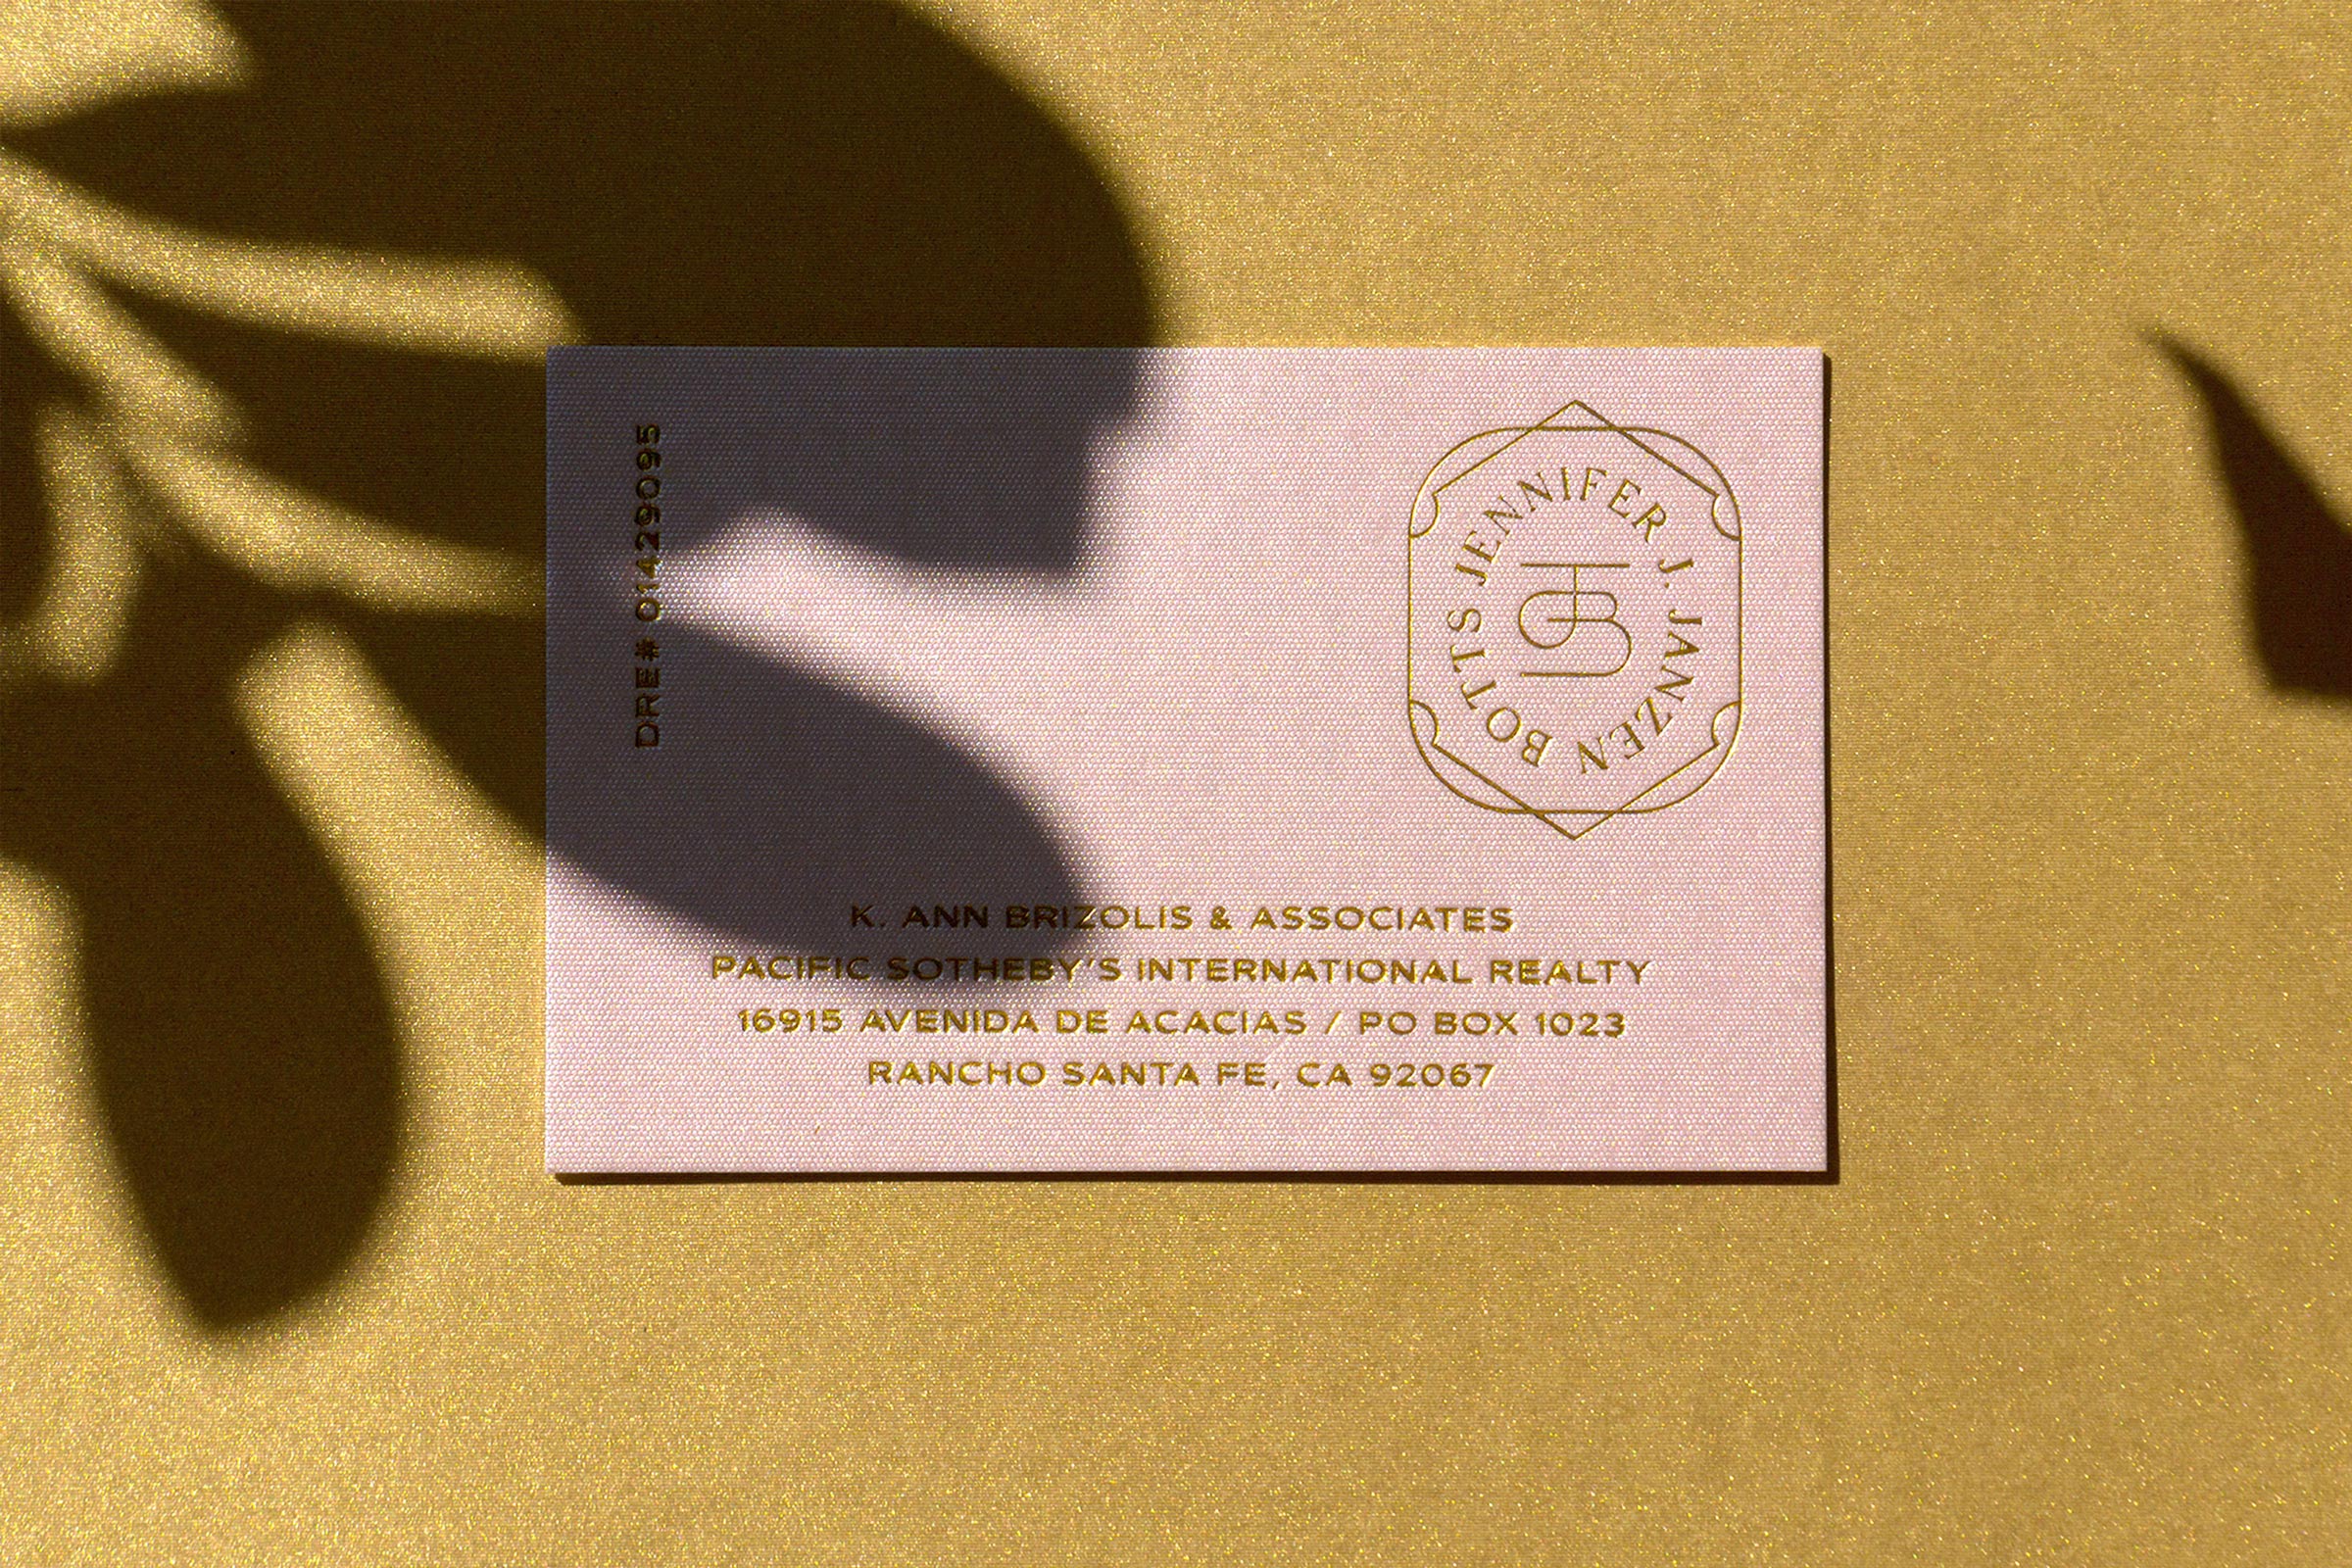 DRE# 01429095
JENNIFER J. JANZEN BOTTS
JB
K. ANN BRIZOLIS & ASSOCIATES
PACIFIC SOTHEBY'S INTERNATIONAL REALTY
16915 AVENIDA DE ACACIAS / PO BOX 1023
RANCHO SANTA FE, CA 92067